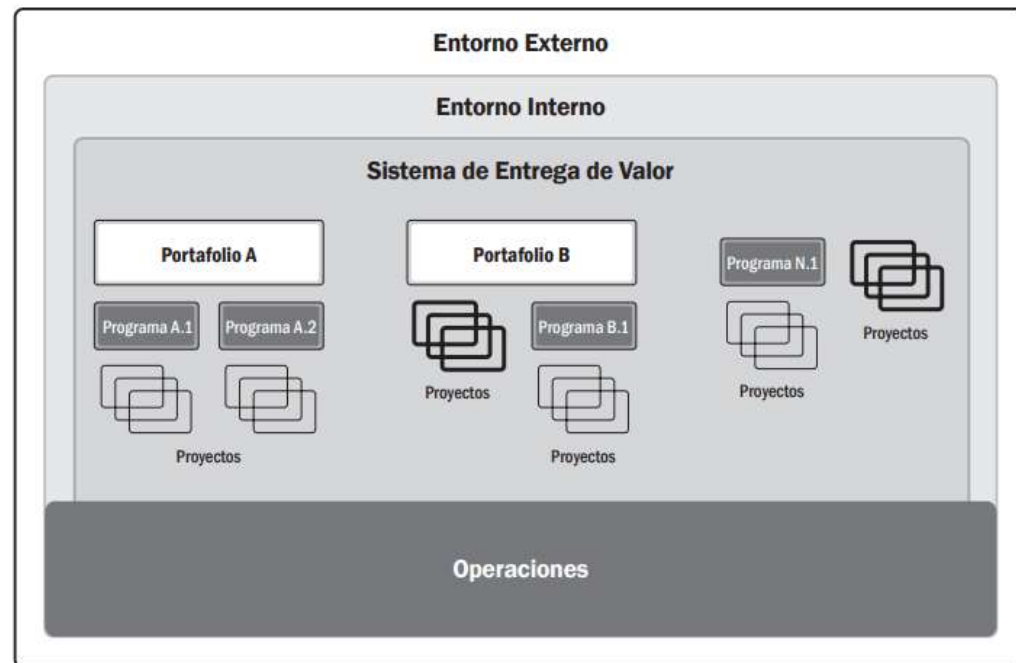 Entorno Externo
Entorno Interno
Sistema de Entrega de Valor
Portafolio A
Portafolio B
Programa N.1
Programa A.1
Programa A.2
Programa B.1
Proyectos
Proyectos
Proyectos
Proyectos
Proyectos
Operaciones